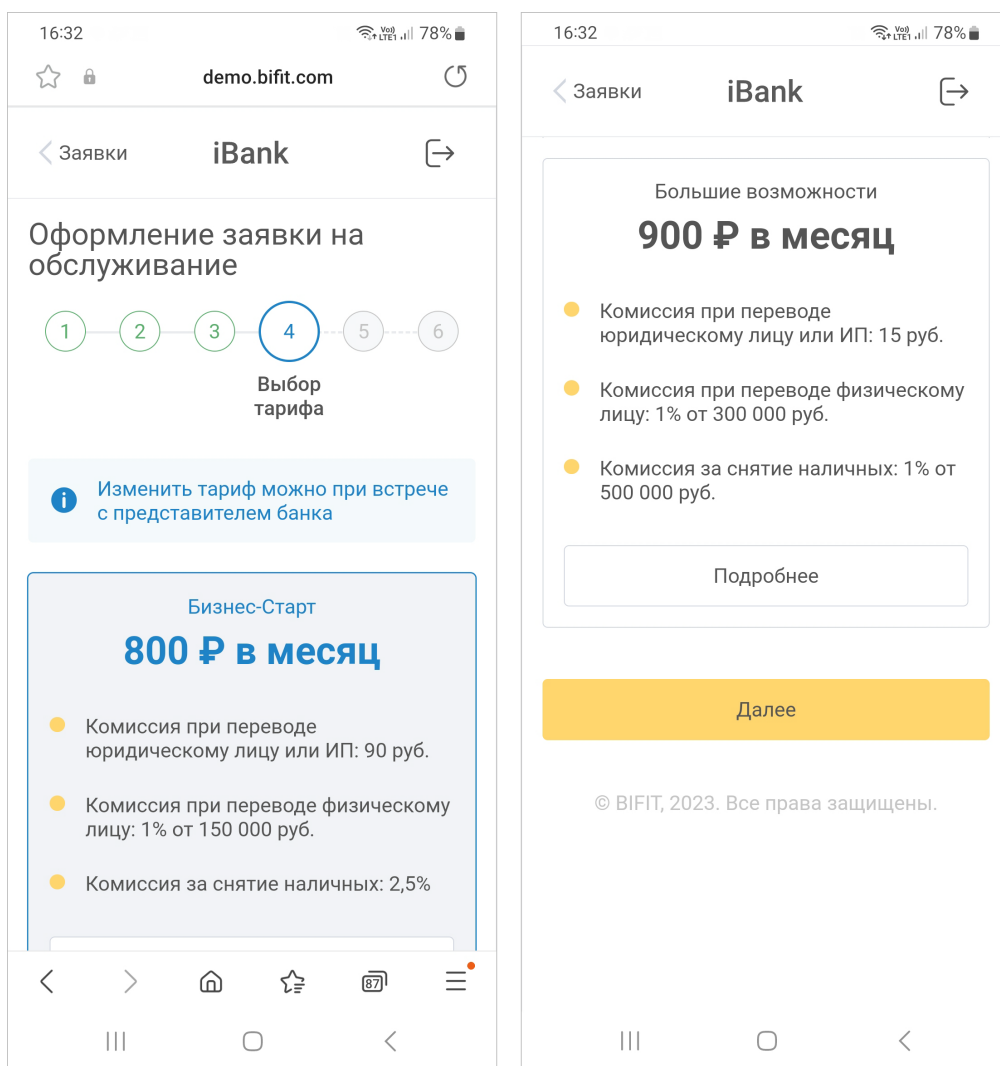 16:32
Vo))
LTE1
78%
demo.bifit.com
Заявки
iBank
Оформление заявки на
обслуживание
1
2
3
4
5
6
Выбор
тарифа
Изменить тариф можно при встрече
с представителем банка
Бизнес-Старт
800 ₽ в месяц
Комиссия при переводе
юридическому лицу или ИП: 90 руб.
Комиссия при переводе физическому
лицу: 1% от 150 000 руб.
Комиссия за снятие наличных: 2,5%
87
16:32
Vo))
LTE1
78%
Заявки
iBank
Большие возможности
900 ₽ в месяц
Комиссия при переводе
юридическому лицу или ИП: 15 руб.
Комиссия при переводе физическому
лицу: 1% от 300 000 руб.
Комиссия за снятие наличных: 1% от
500 000 руб.
Подробнее
Далее
© BIFIT, 2023. Все права защищены.